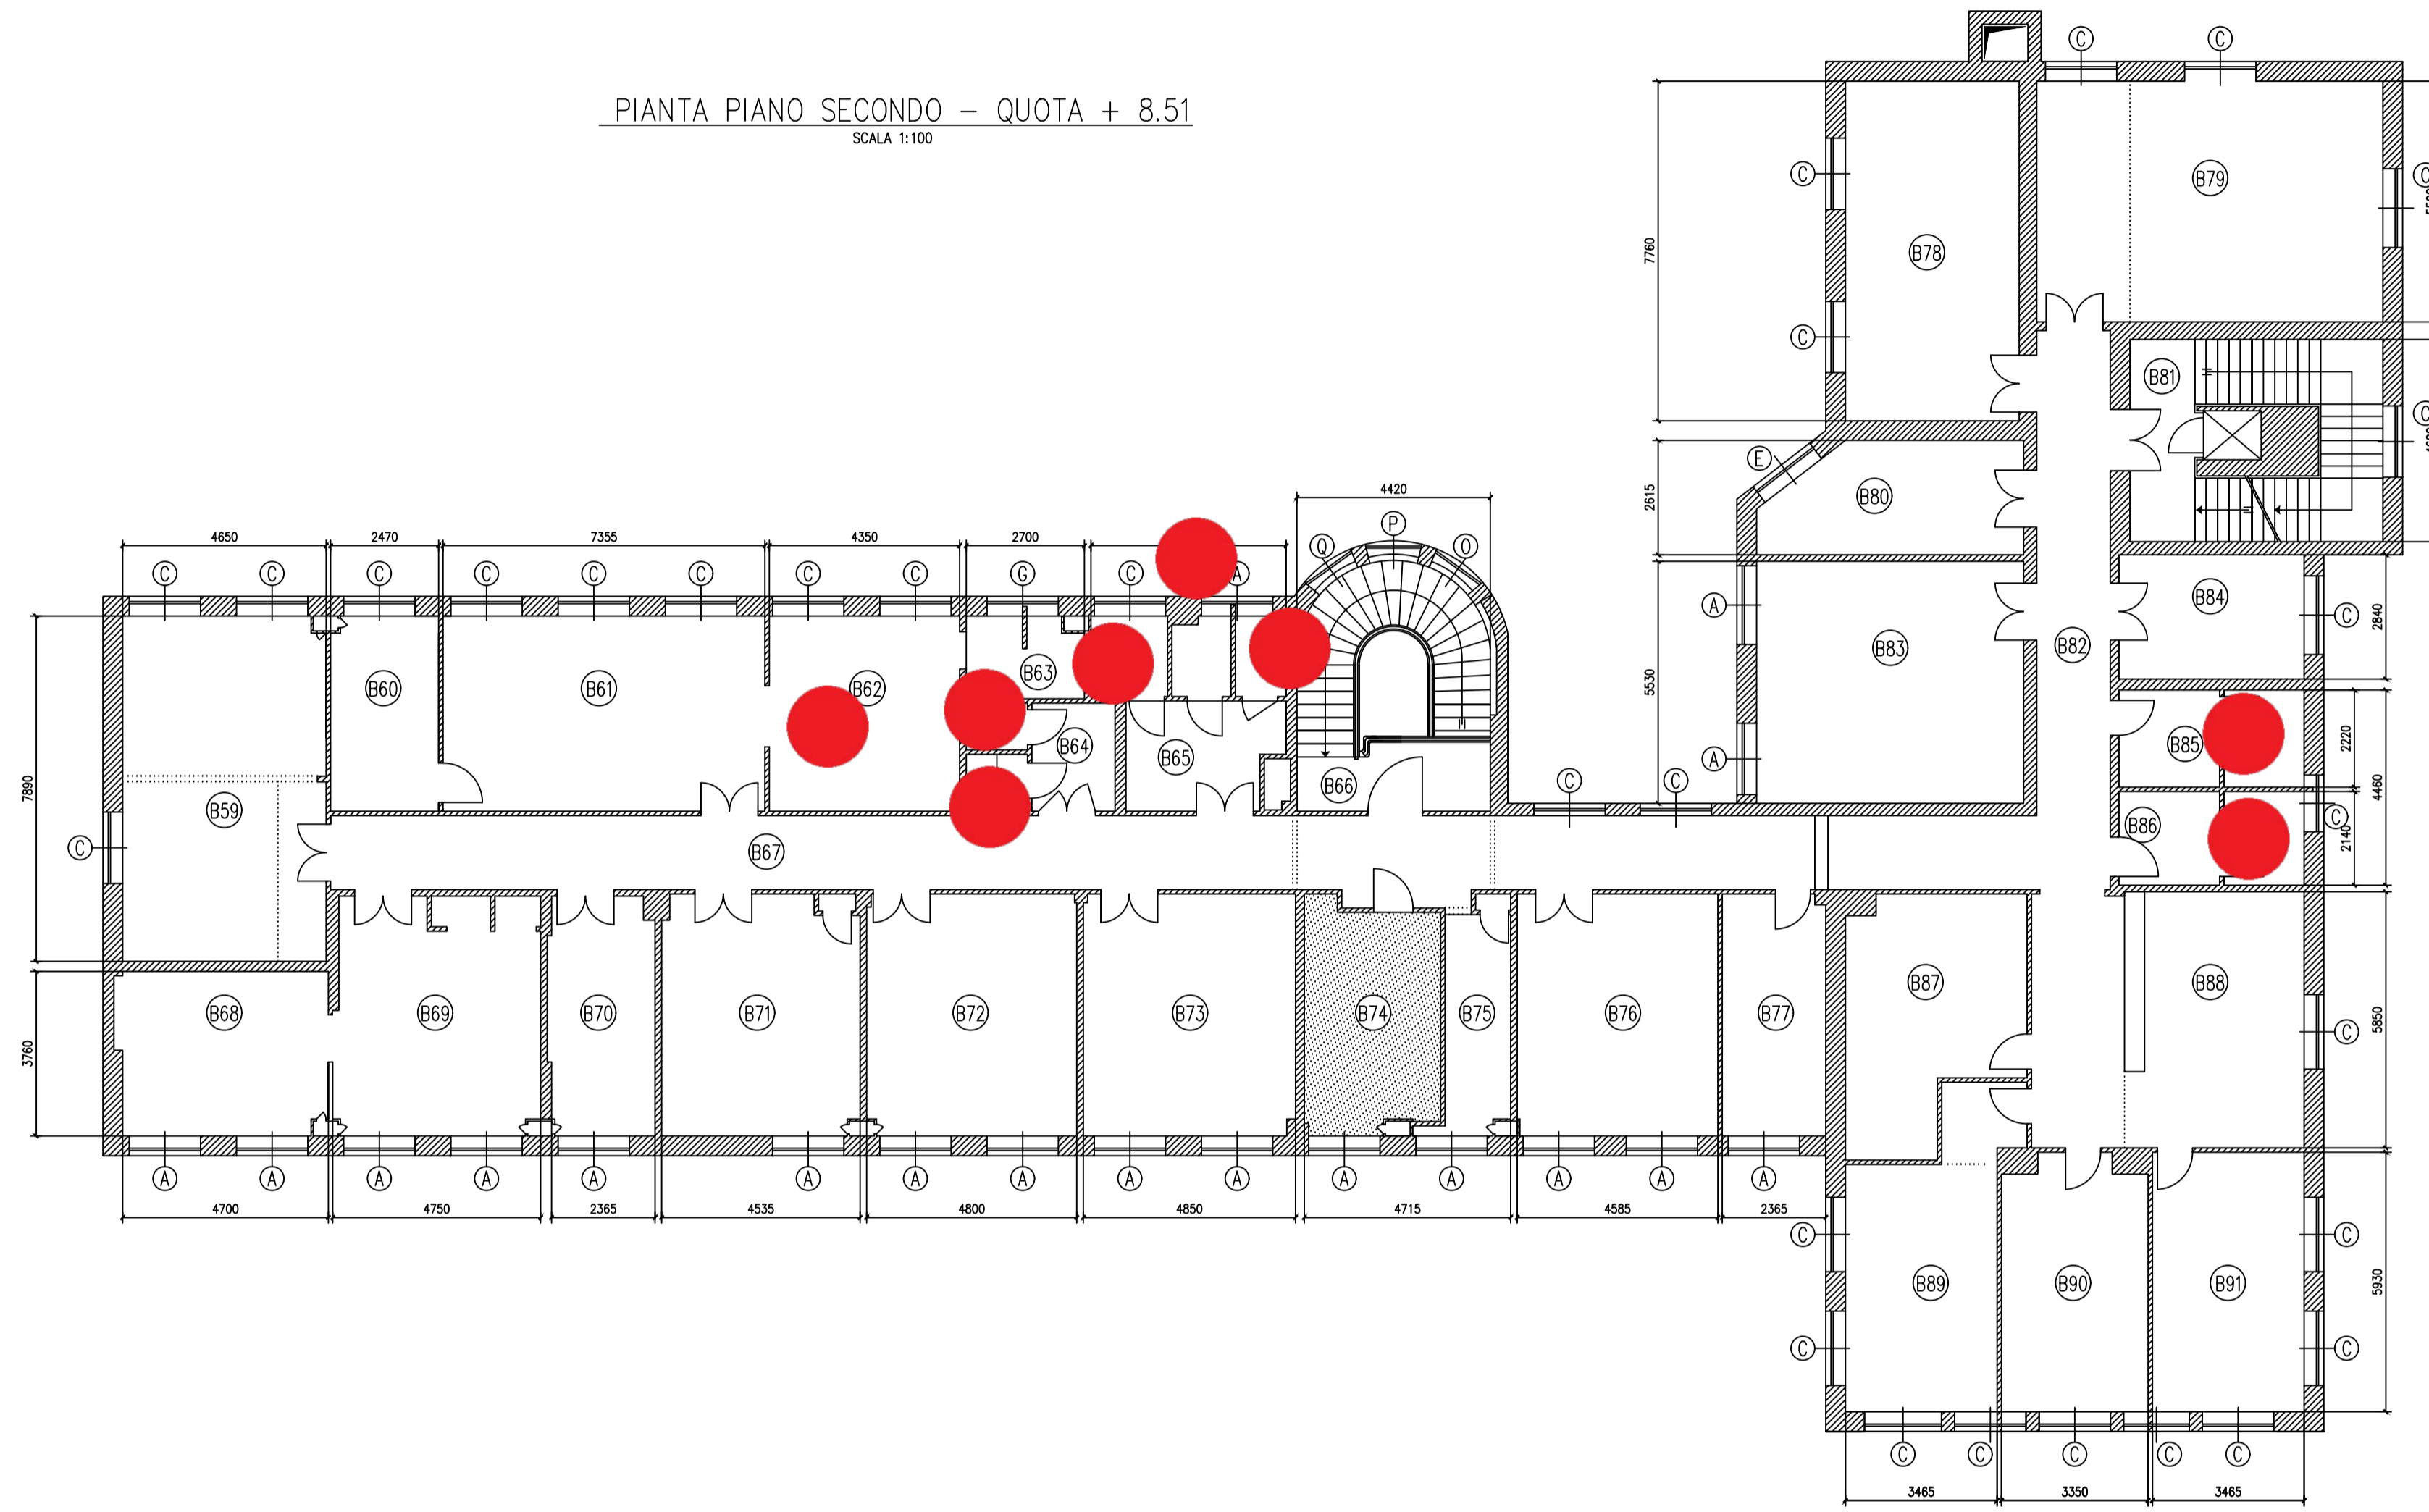 PIANTA PIANO SECONDO – QUOTA + 8.51
SCALA 1:100
C C
C B79 C
7760 B78
C
B81 C
E
4420 2615 B80
4650 2470 7355 4350 2700 Q P O
C C C C C C C C G C A
A B84 C 2840
B60 B61 B62 B63 5530 B83 B82
B64 B65 A B85 2220
7890 B59 B66 C C 4460
B86 C 2140
C B67
B87 B88
B68 B69 B70 B71 B72 B73 B74 B75 B76 B77
3760 C 5850
A A A A A A A A A A A A A A A
4700 4750 2365 4535 4800 4850 4715 4585 2365
C C
B89 B90 B91 5930
C C
C C C C C
3465 3350 3465